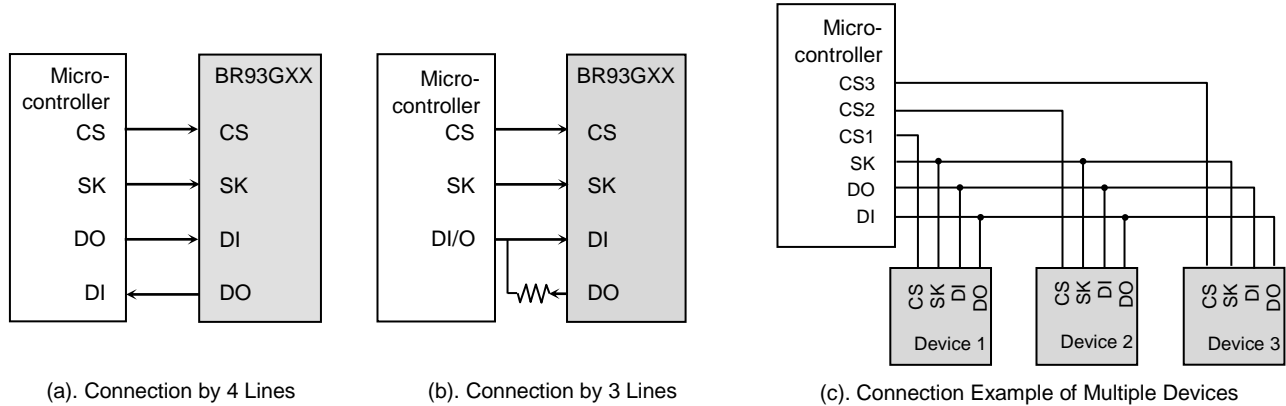 Micro-
controller
CS
SK
DO
DI
BR93GXX
CS
SK
DI
DO
(a). Connection by 4 Lines
Micro-
controller
CS
SK
DI/O
BR93GXX
CS
SK
DI
DO
(b). Connection by 3 Lines
Micro-
controller
CS3
CS2
CS1
SK
DO
DI
CS
SK
DI
DO
Device 1
CS
SK
DI
DO
Device 2
CS
SK
DI
DO
Device 3
(c). Connection Example of Multiple Devices